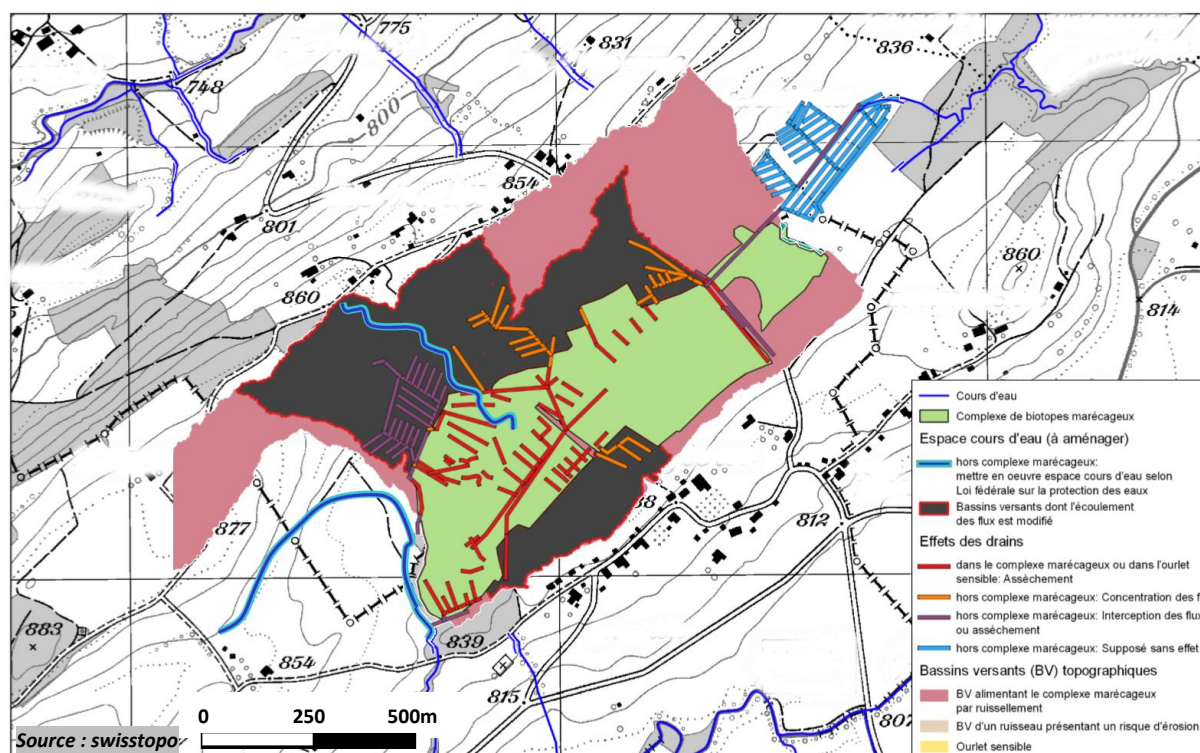 775
831
836
748
800
854
801
860
860
814
877
838
812
883
839
854
815
807
Cours d'eau
Complexe de biotopes marécageux
Espace cours d'eau (à aménager)
hors complexe marécageux:
mettre en oeuvre espace cours d'eau selon
Loi fédérale sur la protection des eaux
Bassins versants dont l'écoulement
des flux est modifié
Effets des drains
dans le complexe marécageux ou dans l'ourlet
sensible: Assèchement
hors complexe marécageux: Concentration des f
hors complexe marécageux: Interception des flux
ou assèchement
hors complexe marécageux: Supposé sans effet
Bassins versants (BV) topographiques
BV alimentant le complexe marécageux
par ruissellement
BV d'un ruisseau présentant un risque d'érosion
Ourlet sensible
0 250 500m
Source : swisstopo